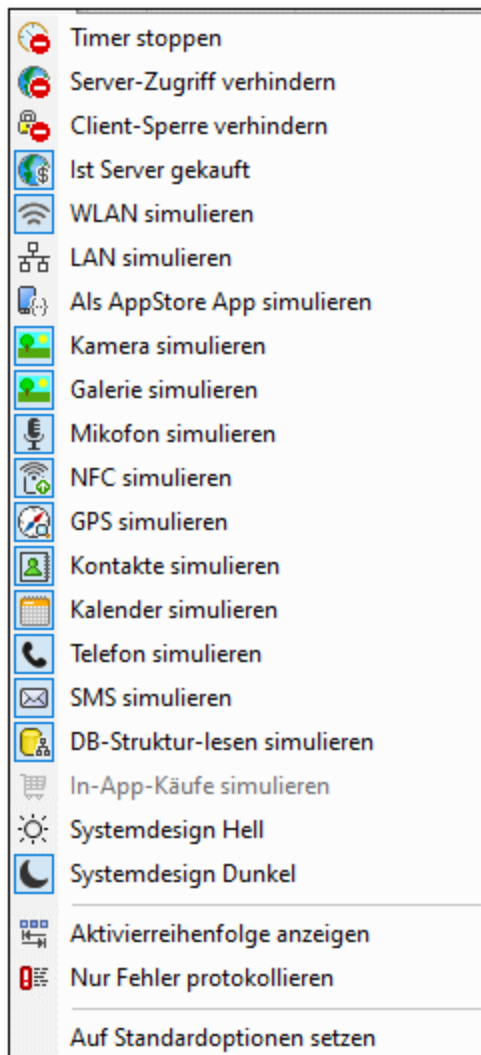 Timer stoppen
Server-Zugriff verhindern
Client-Sperre verhindern
Ist Server gekauft
WLAN simulieren
LAN simulieren
Als AppStore App simulieren
Kamera simulieren
Galerie simulieren
Mikofon simulieren
NFC simulieren
GPS simulieren
Kontakte simulieren
Kalender simulieren
Telefon simulieren
SMS simulieren
DB-Struktur-lesen simulieren
In-App-Käufe simulieren
Systemdesign Hell
Systemdesign Dunkel
Aktivierreihenfolge anzeigen
Nur Fehler protokollieren
Auf Standardoptionen setzen